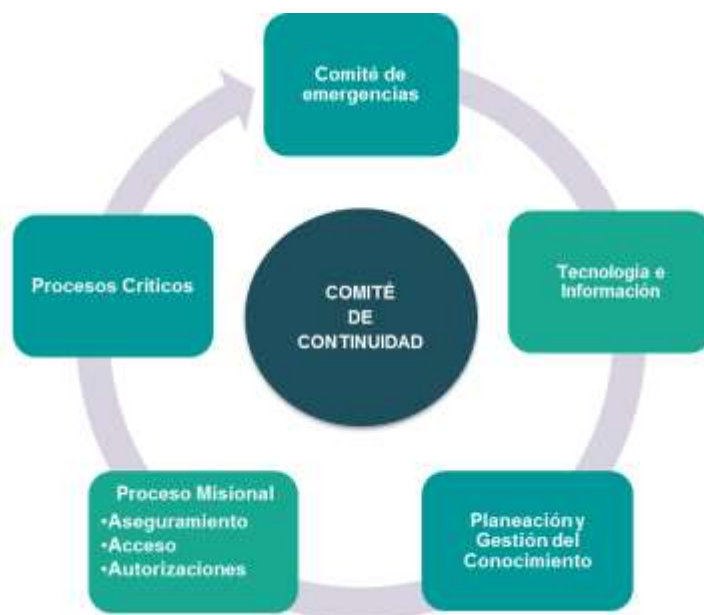 Comité de
emergencias
Tecnología e
Información
Procesos Críticos
COMITÉ
DE
CONTINUIDAD
Proceso Misional
•Aseguramiento
•Acceso
•Autorizaciones
Planeación y
Gestión del
Conocimiento